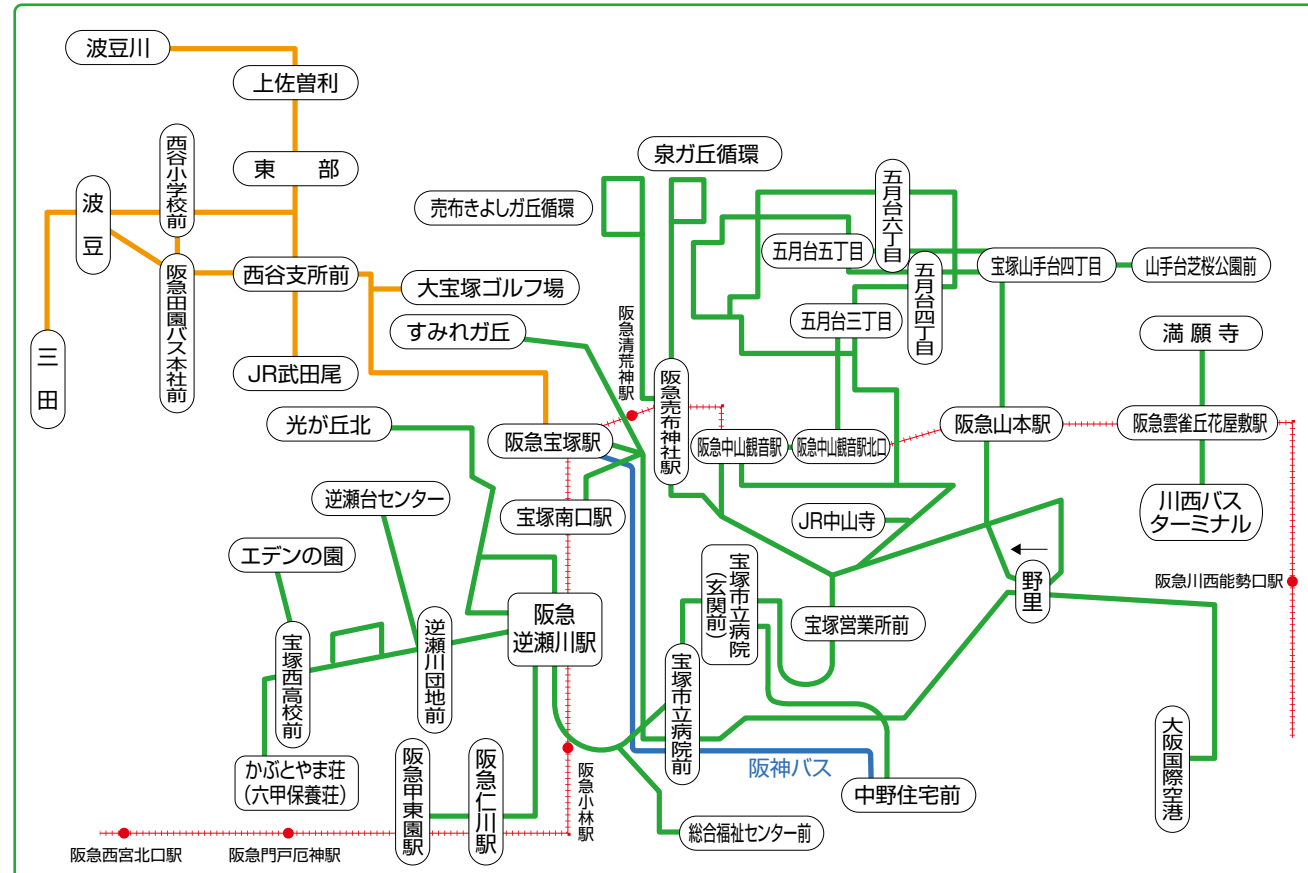 波豆川
上佐曽利
西谷小学校前
東　部
波豆
泉ガ丘循環
売布きよしガ丘循環
五月台六丁目
五月台五丁目
五月台四丁目
宝塚山手台四丁目
山手台芝桜公園前
阪急田園バス本社前
西谷支所前
大宝塚ゴルフ場
すみれガ丘
阪急清荒神駅
五月台三丁目
満願寺
三田
JR武田尾
光が丘北
阪急宝塚駅
阪急売布神社駅
阪急中山観音駅
阪急中山観音駅北口
阪急山本駅
阪急雲雀丘花屋敷駅
逆瀬台センター
宝塚南口駅
JR中山寺
川西バス
ターミナル
エデンの園
宝塚市立病院
(玄関前)
野里
阪急川西能勢口駅
阪急
逆瀬川駅
宝塚営業所前
宝塚西高校前
逆瀬川団地前
宝塚市立病院前
大阪国際空港
かぶとやま荘
(六甲保養荘)
阪急甲東園駅
阪急仁川駅
阪急小林駅
阪神バス
中野住宅前
総合福祉センター前
阪急西宮北口駅
阪急門戸厄神駅